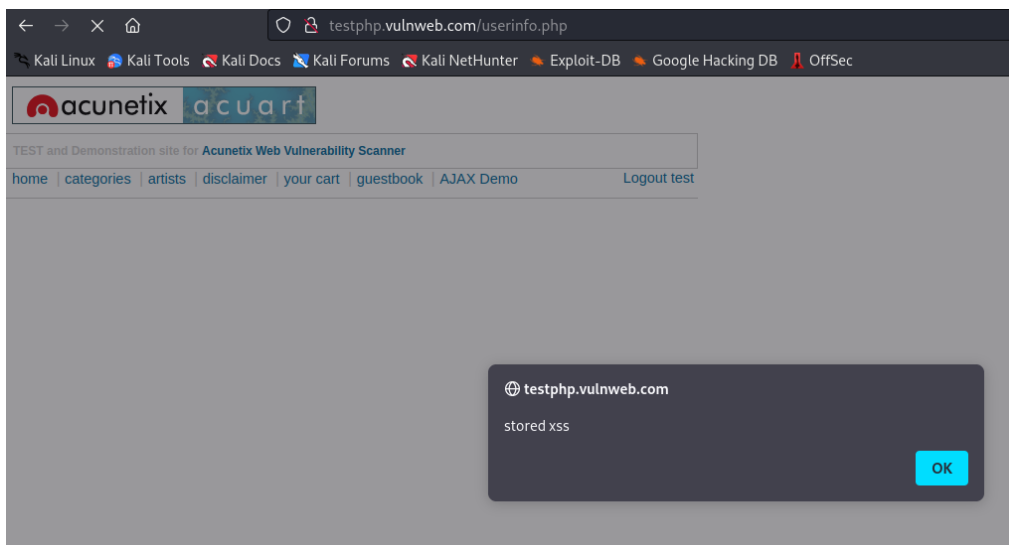 testphp.vulnweb.com/userinfo.php
Kali Linux Kali Tools Kali Docs Kali Forums Kali NetHunter Exploit-DB Google Hacking DB OffSec
acunetix acuart
TEST and Demonstration site for Acunetix Web Vulnerability Scanner
home | categories | artists | disclaimer | your cart | guestbook | AJAX Demo Logout test
testphp.vulnweb.com
stored xss
OK